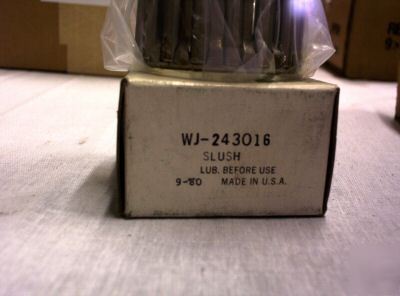 WJ-243016
SLUSH
LUB. BEFORE USE
9-80 MADE IN U.S.A.